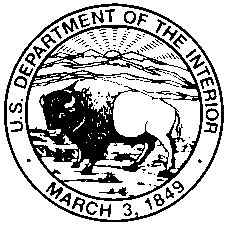 U.S. DEPARTMENT OF THE INTERIOR
MARCH 3, 1849